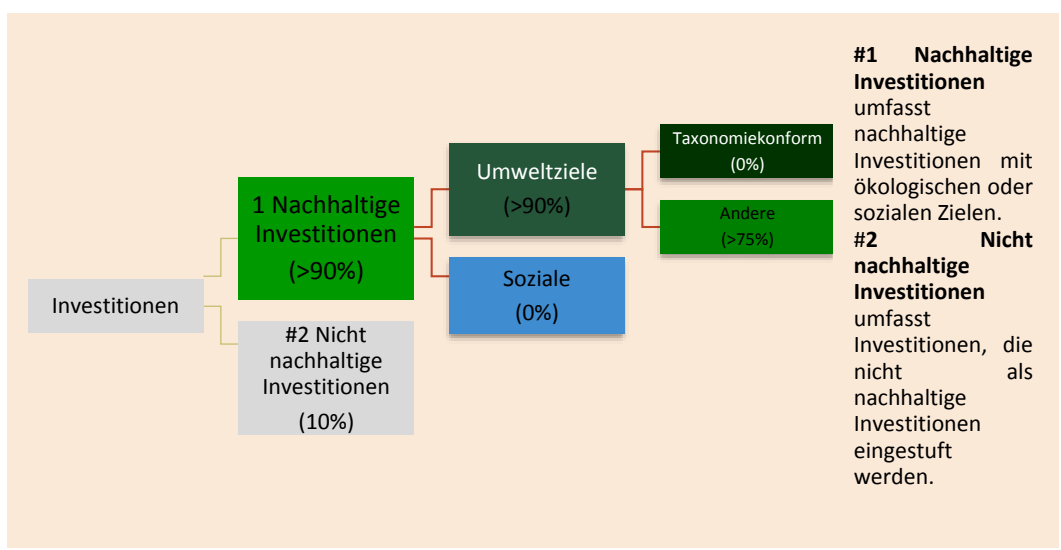 Investitionen
1 Nachhaltige
Investitionen
(>90%)
#2 Nicht
nachhaltige
Investitionen
(10%)
Umweltziele
(>90%)
Soziale
(0%)
Taxonomiekonform
(0%)
Andere
(>75%)
#1 Nachhaltige
Investitionen
umfasst
nachhaltige
Investitionen mit
ökologischen oder
sozialen Zielen.
#2 Nicht
nachhaltige
Investitionen
umfasst
Investitionen, die
nicht als
nachhaltige
Investitionen
eingestuft
werden.